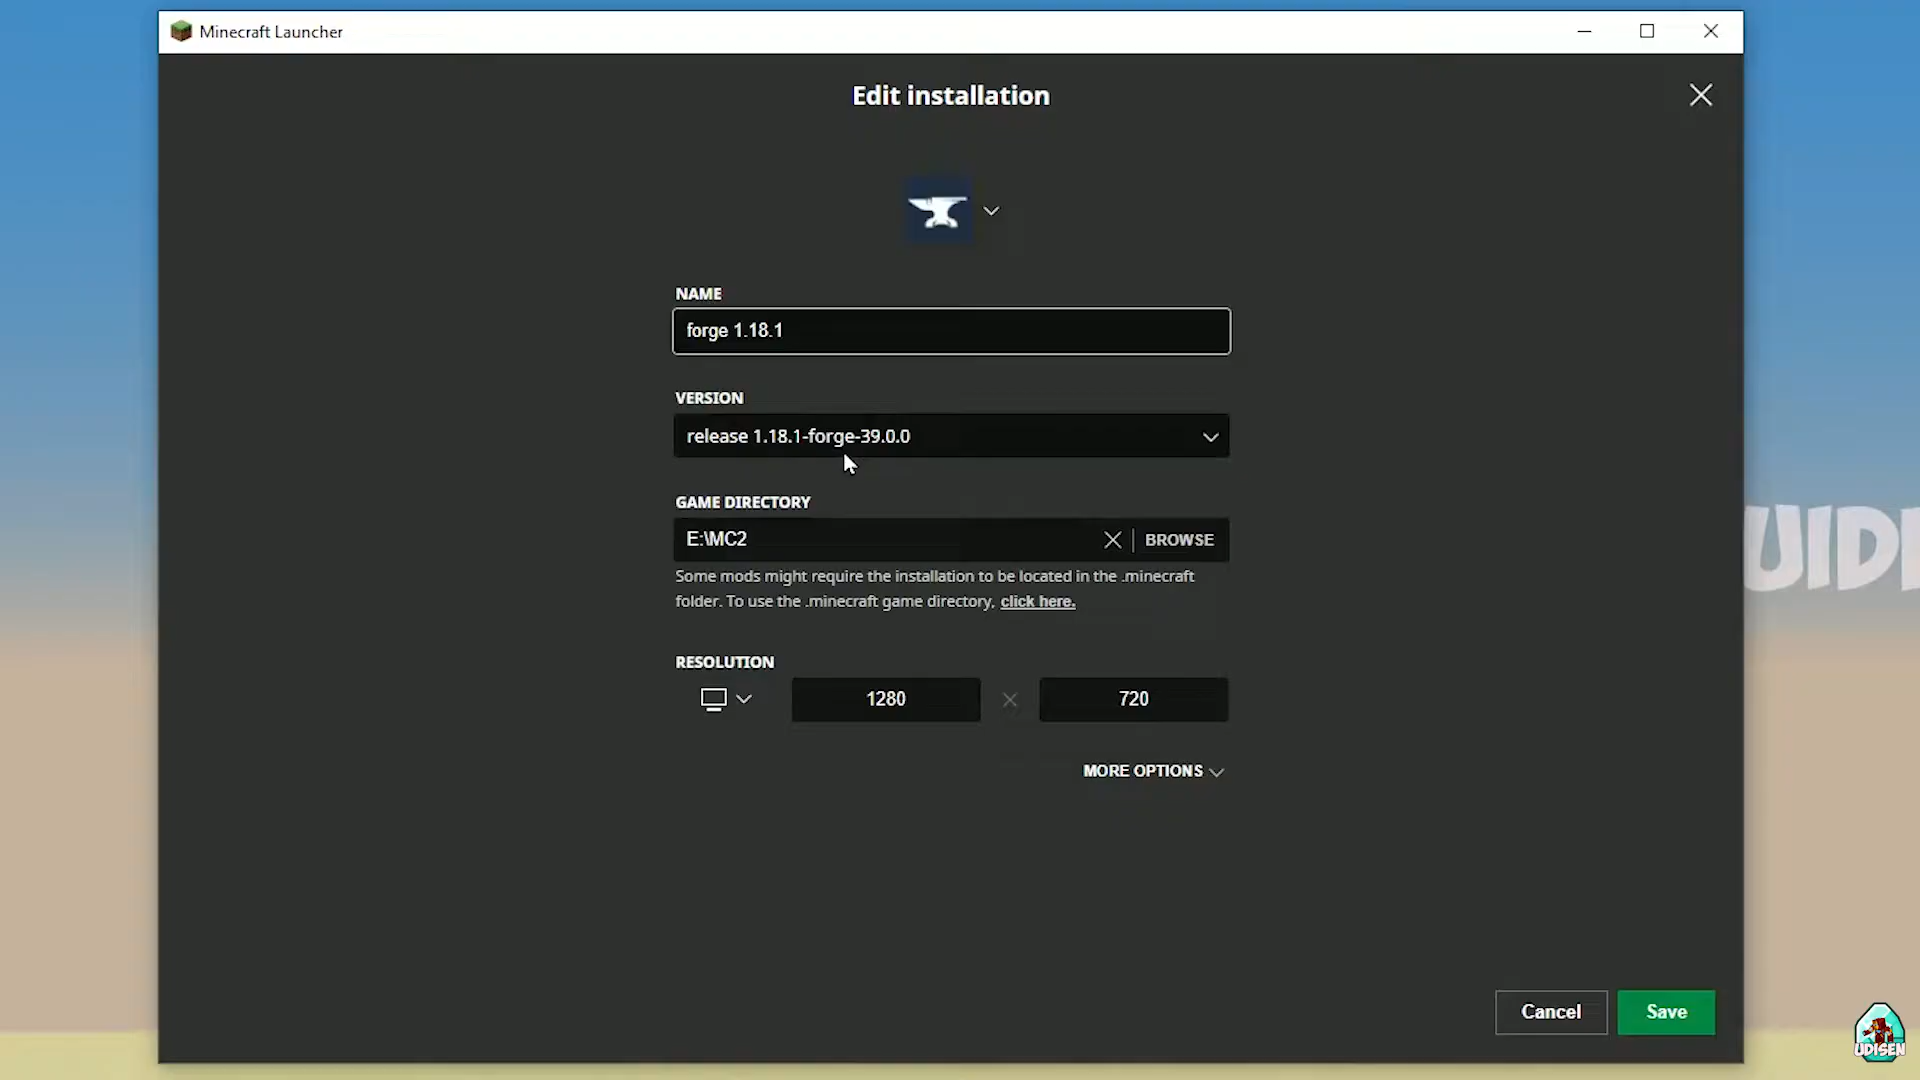 Minecraft Launcher
Edit installation
NAME
forge 1.18.1
VERSION
release 1.18.1-forge-39.0.0
GAME DIRECTORY
E:\MC2
BROWSE
Some mods might require the installation to be located in the .minecraft
folder. To use the .minecraft game directory, click here.
RESOLUTION
1280
720
MORE OPTIONS
Cancel
Save
UDISEN